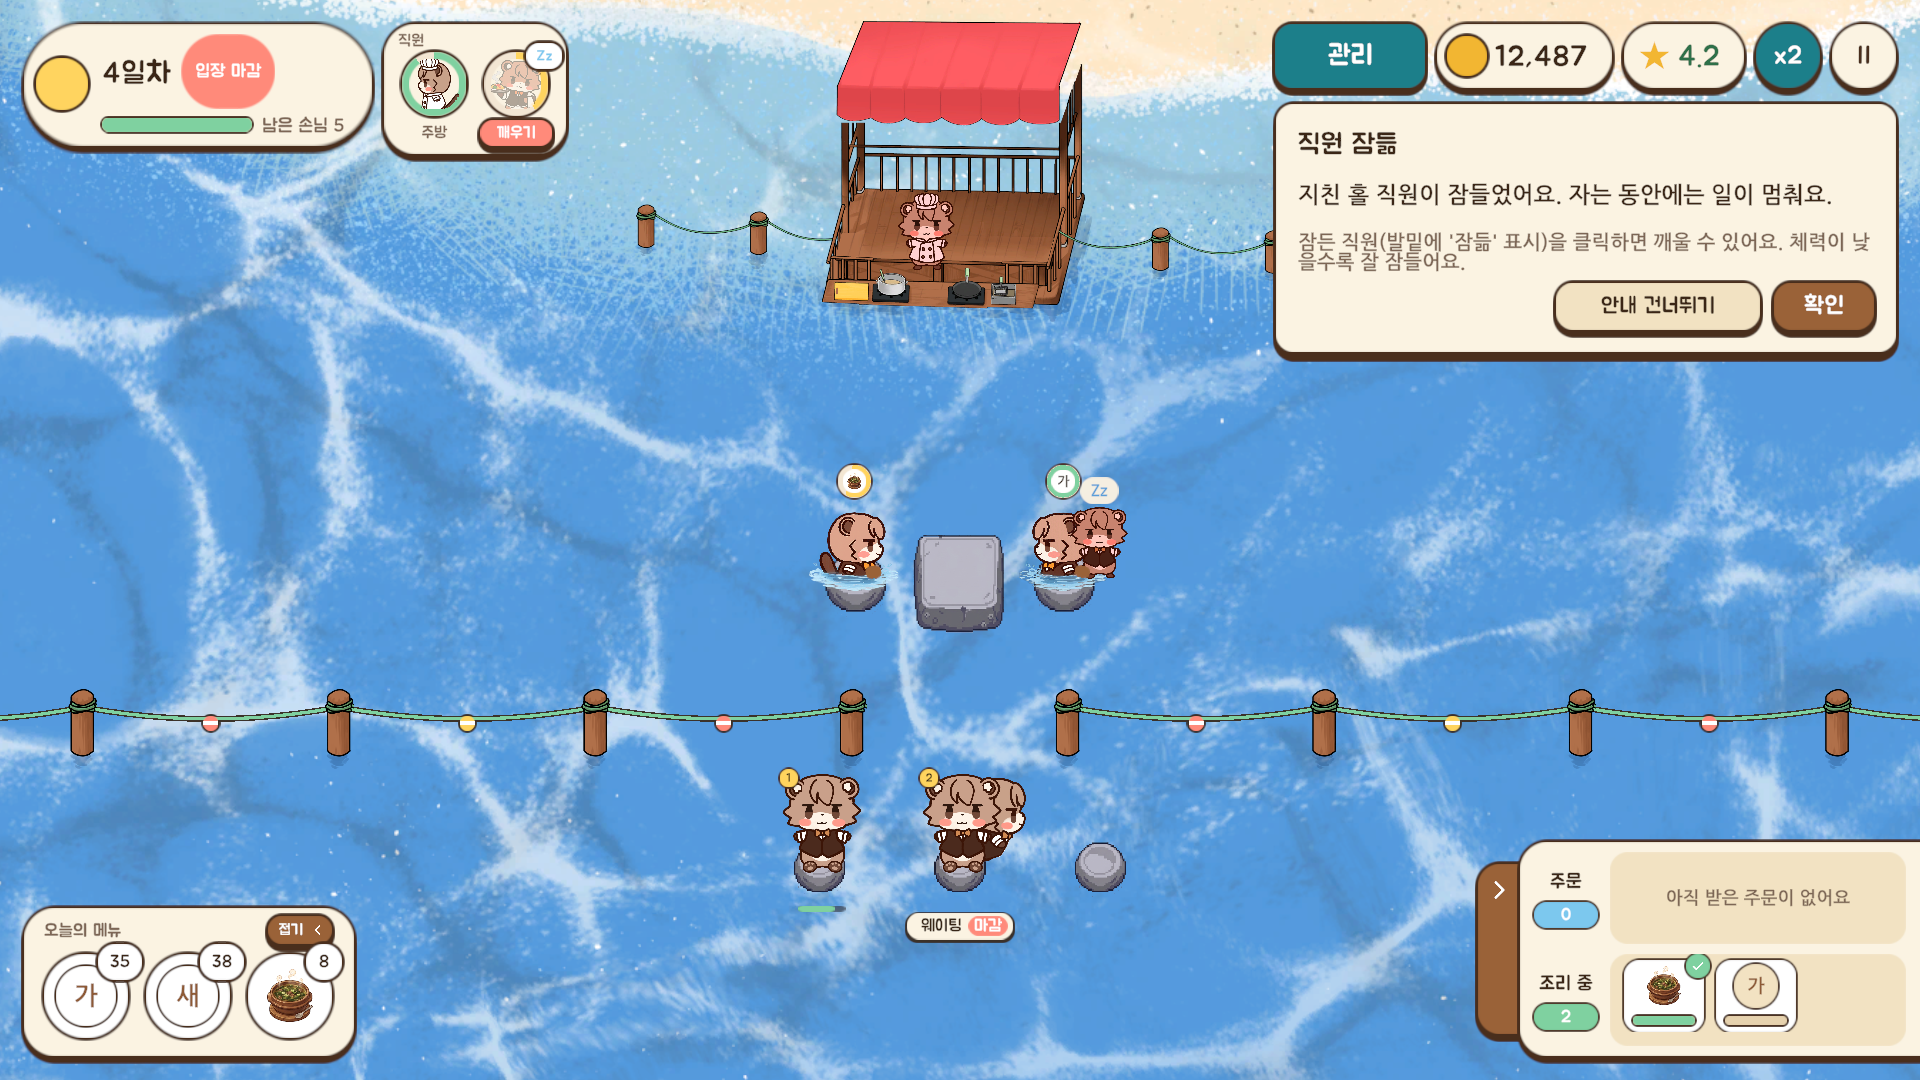 4일차
입장 마감
남은 손님 5
직원
Zz
주방
깨우기
관리
12,487
4.2
x2
직원 잠듦
지친 홀 직원이 잠들었어요. 자는 동안에는 일이 멈춰요.
잠든 직원(발밑에 '잠듦' 표시)을 클릭하면 깨울 수 있어요. 체력이 낮
을수록 잘 잠들어요.
안내 건너뛰기
확인
가
Zz
1
2
웨이팅 마감
오늘의 메뉴
접기 <
35
38
8
가
새
주문
0
아직 받은 주문이 없어요
조리 중
2
가